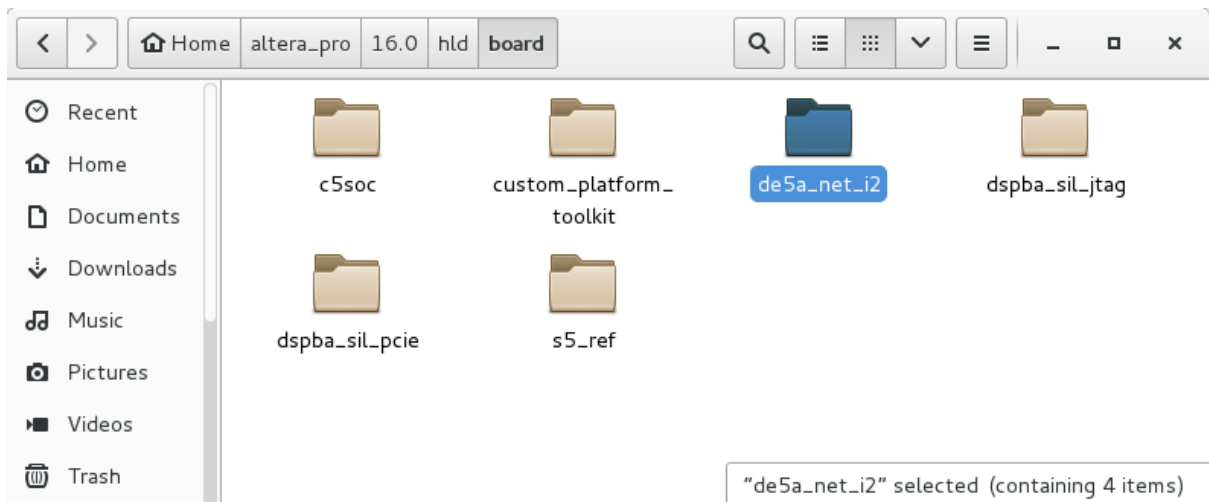 Home altera_pro 16.0 hld board
Recent
Home
Documents
Downloads
Music
Pictures
Videos
Trash
c5soc
custom_platform_
toolkit
de5a_net_i2
dspba_sil_jtag
dspba_sil_pcie
s5_ref
"de5a_net_i2" selected (containing 4 items)